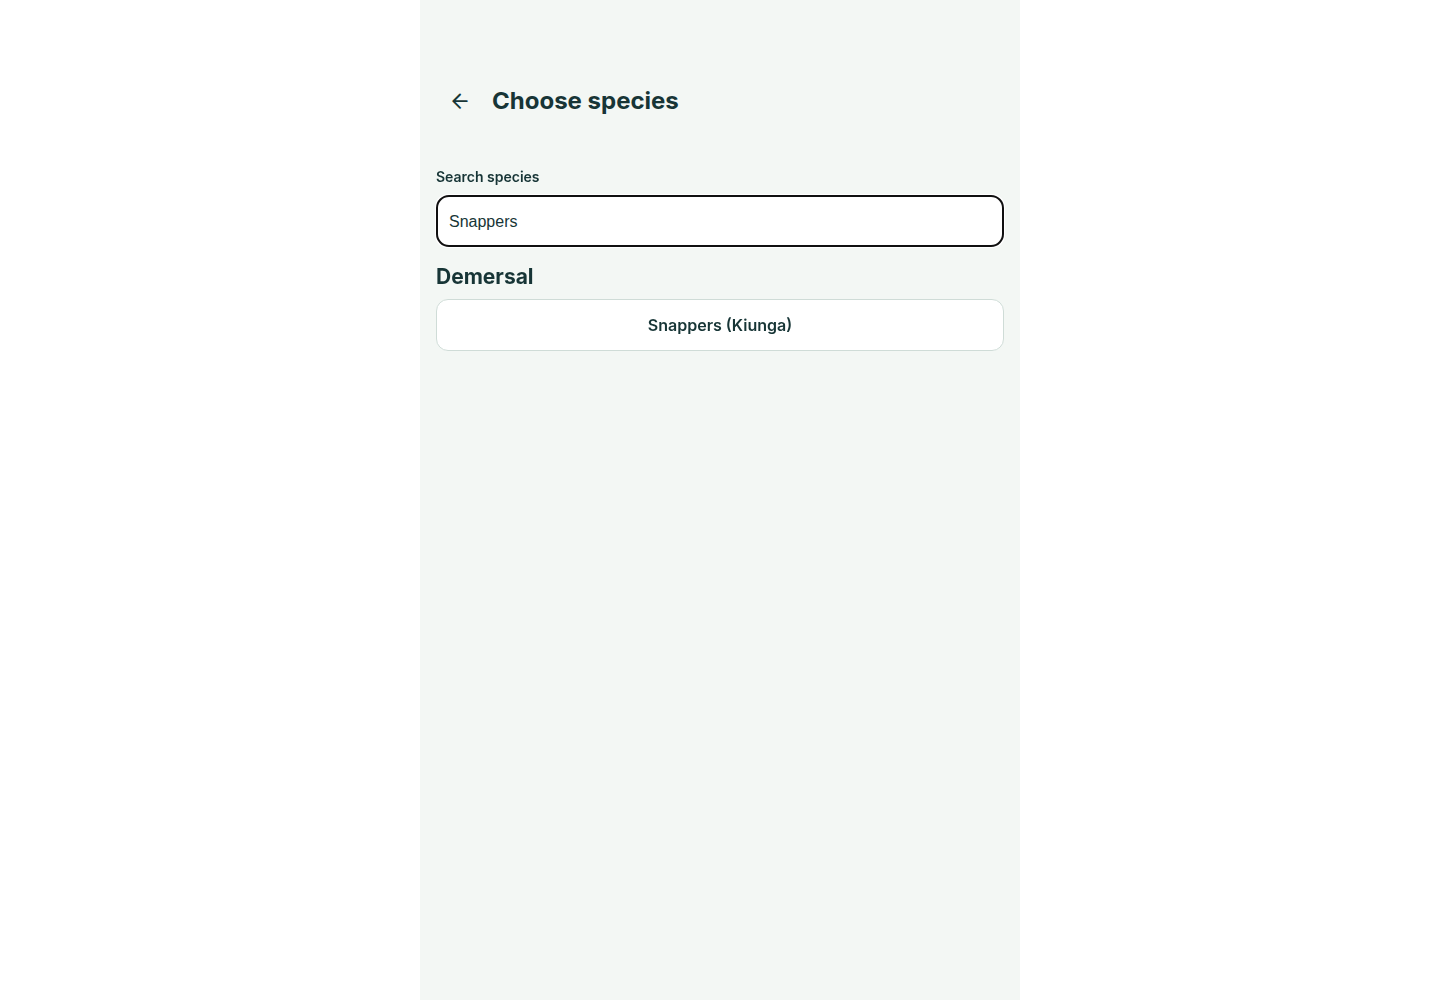 Choose species
Search species
Snappers
Demersal
Snappers (Kiunga)